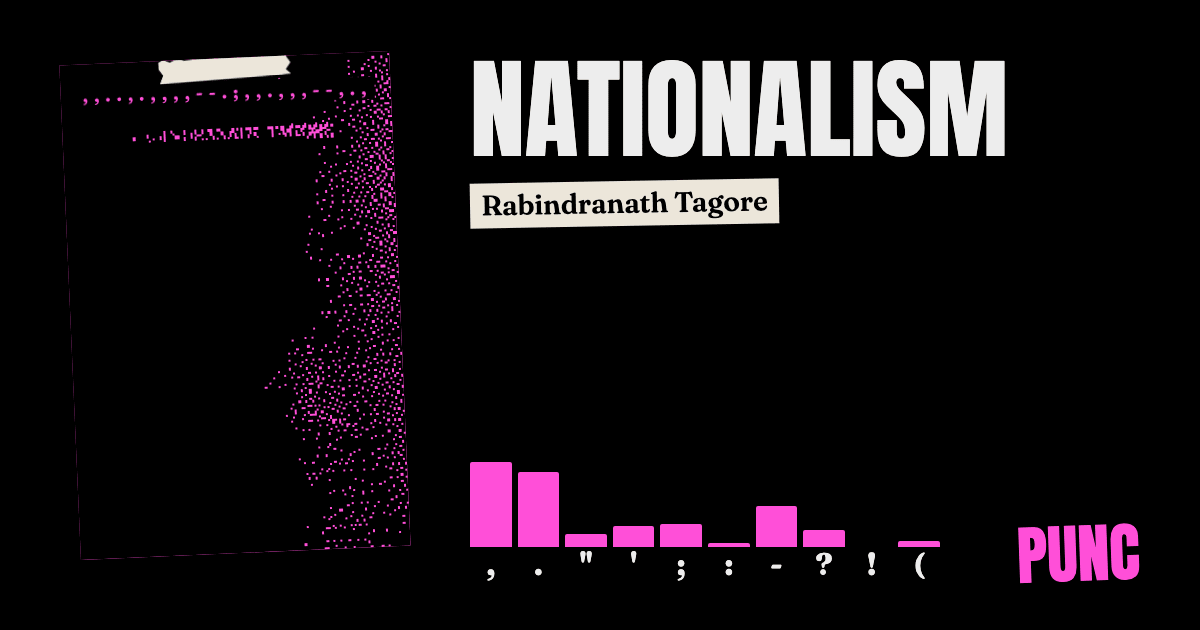 , , . . , . , , , , — . ; , , . , , — , . ,
NATIONALISM
Rabindranath Tagore
, . " ' ; : - ? ! (
PUNC